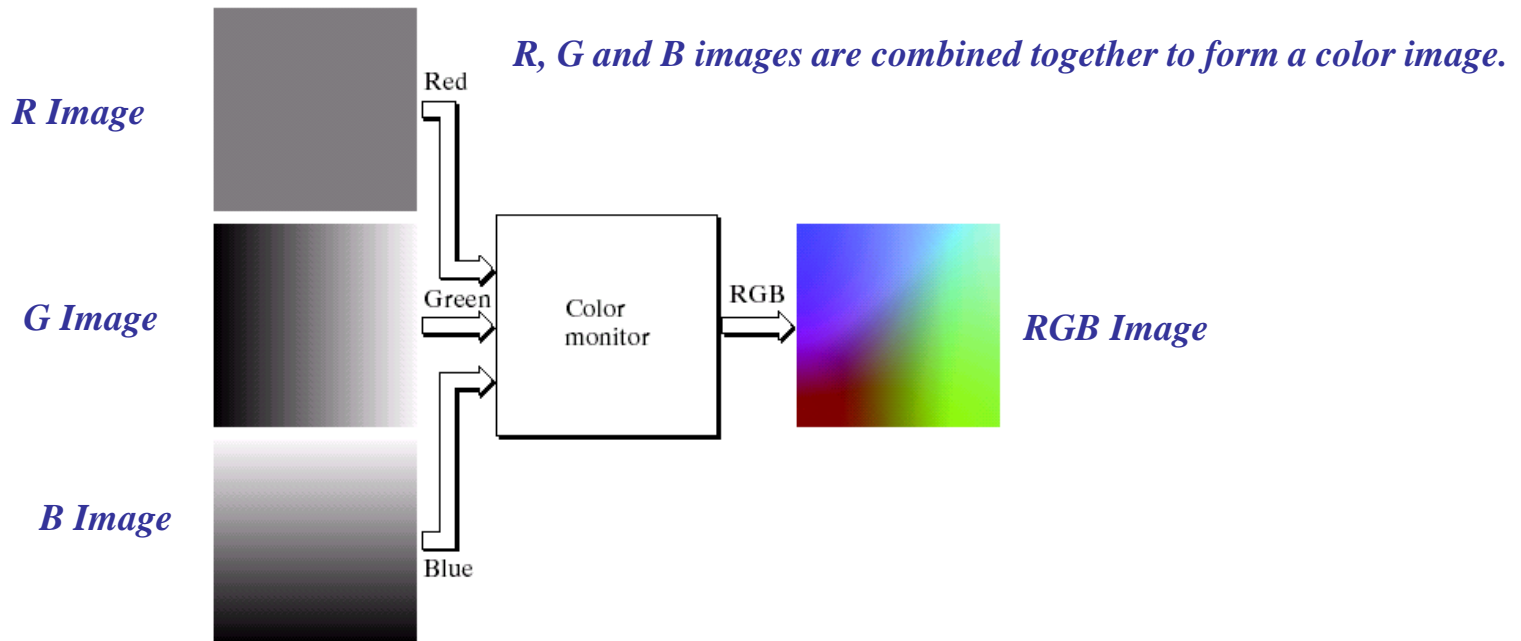 R, G and B images are combined together to form a color image.
Red
R Image
Green
G Image
Color
monitor
RGB
RGB Image
B Image
Blue